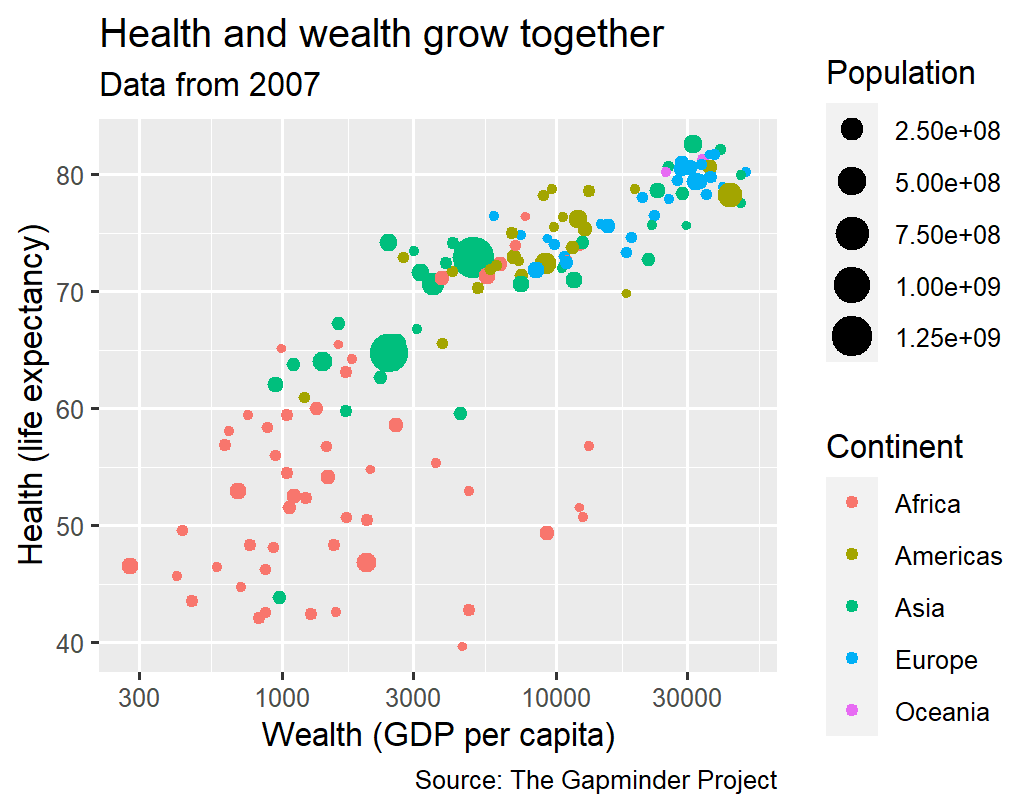 Health and wealth grow together
Data from 2007
Health (life expectancy)
80
70
60
50
40
300 1000 3000 10000 30000
Wealth (GDP per capita)
Source: The Gapminder Project
Population
2.50e+08
5.00e+08
7.50e+08
1.00e+09
1.25e+09
Continent
Africa
Americas
Asia
Europe
Oceania